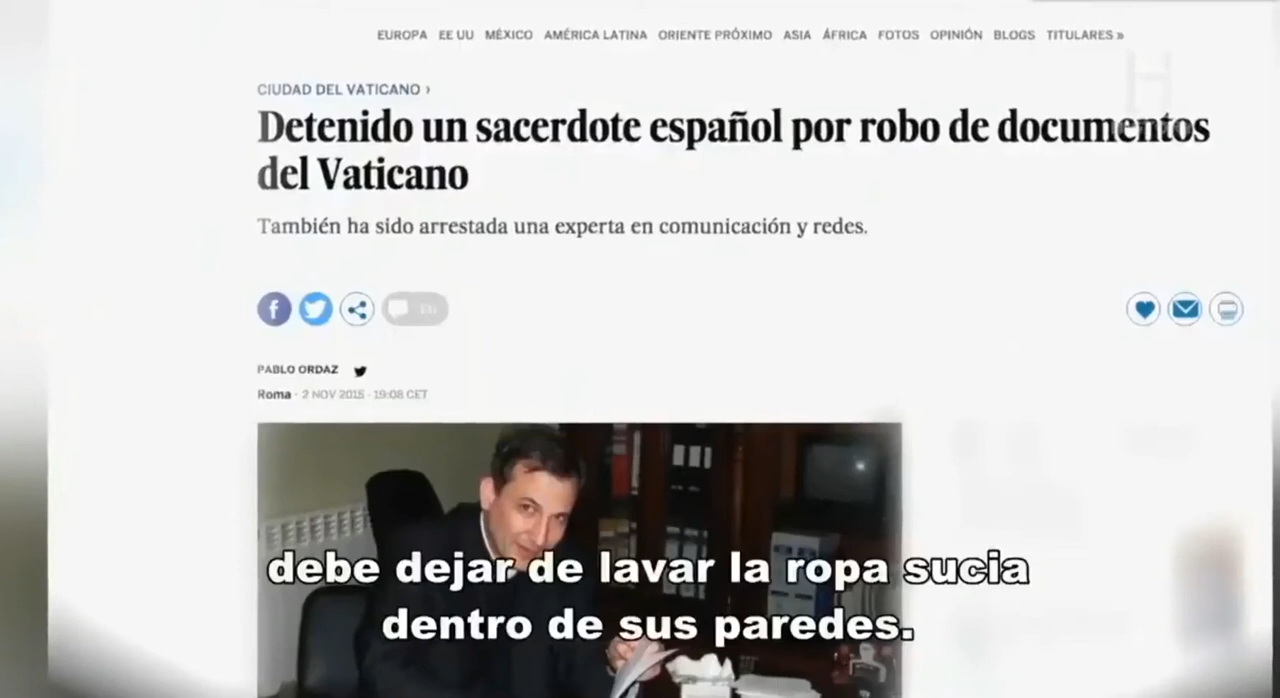 EUROPA EE UU MÉXICO AMÉRICA LATINA ORIENTE PRÓXIMO ASIA ÁFRICA FOTOS OPINIÓN BLOGS TITULARES »
H
CIUDAD DEL VATICANO ›
Detenido un sacerdote español por robo de documentos
del Vaticano
También ha sido arrestada una experta en comunicación y redes.
PABLO ORDAZ
Roma - 2 NOV 2015 - 19:08 CET
debe dejar de lavar la ropa sucia
dentro de sus paredes.